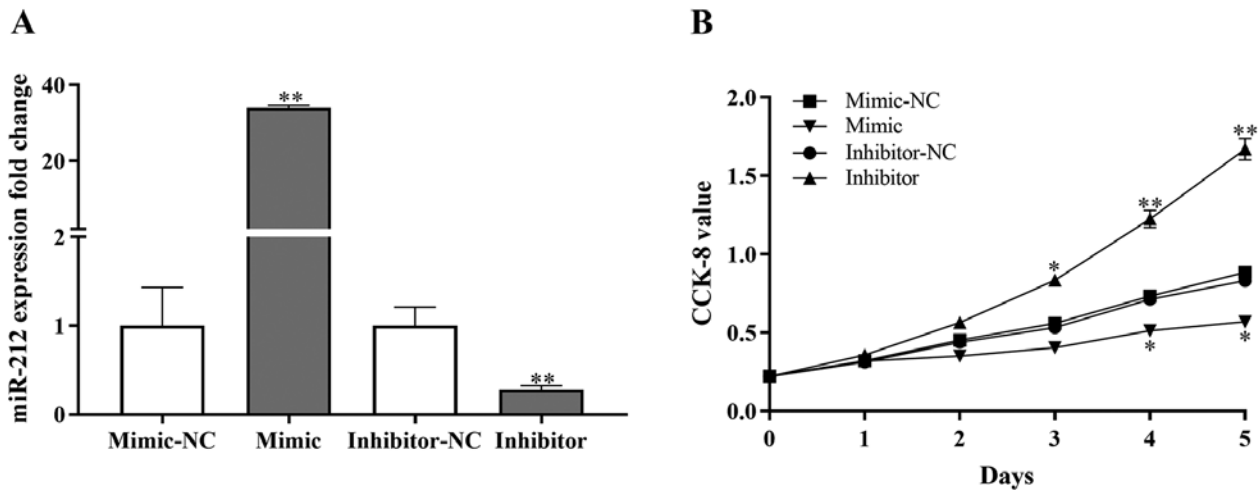 A
miR-212 expression fold change
40
20
2
1
0
**
**
Mimic-NC
Mimic
Inhibitor-NC
Inhibitor
B
CCK-8 value
2.0
1.5
1.0
0.5
0.0
Mimic-NC
Mimic
Inhibitor-NC
Inhibitor
*
**
**
*
*
0
1
2
3
4
5
Days